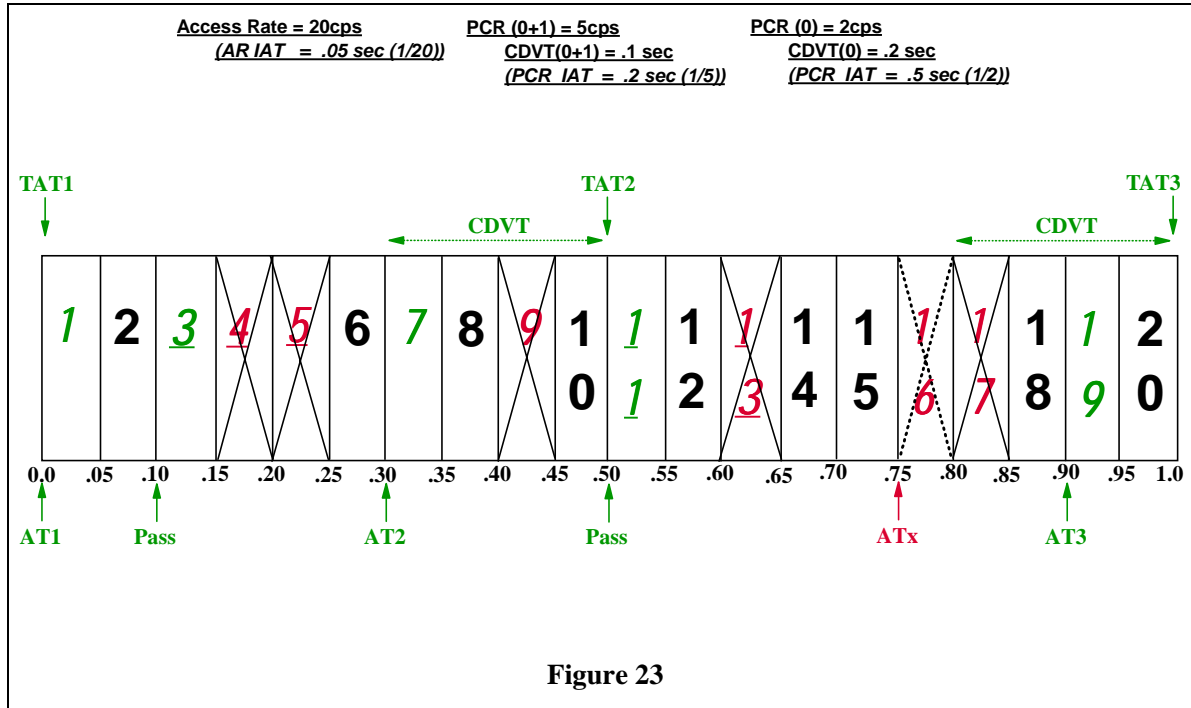 Access Rate = 20cps PCR (0+1) = 5cps PCR (0) = 2cps
(AR IAT = .05 sec (1/20)) CDVT(0+1) = .1 sec CDVT(0) = .2 sec
(PCR IAT = .2 sec (1/5)) (PCR IAT = .5 sec (1/2))
TAT1 TAT2 TAT3
CDVT CDVT
1 2 3 4 5 6 7 8 9 10 11 12 13 14 15 16 17 18 19 20
0.0 .05 .10 .15 .20 .25 .30 .35 .40 .45 .50 .55 .60 .65 .70 .75 .80 .85 .90 .95 1.0
AT1 Pass AT2 Pass ATx AT3
Figure 23